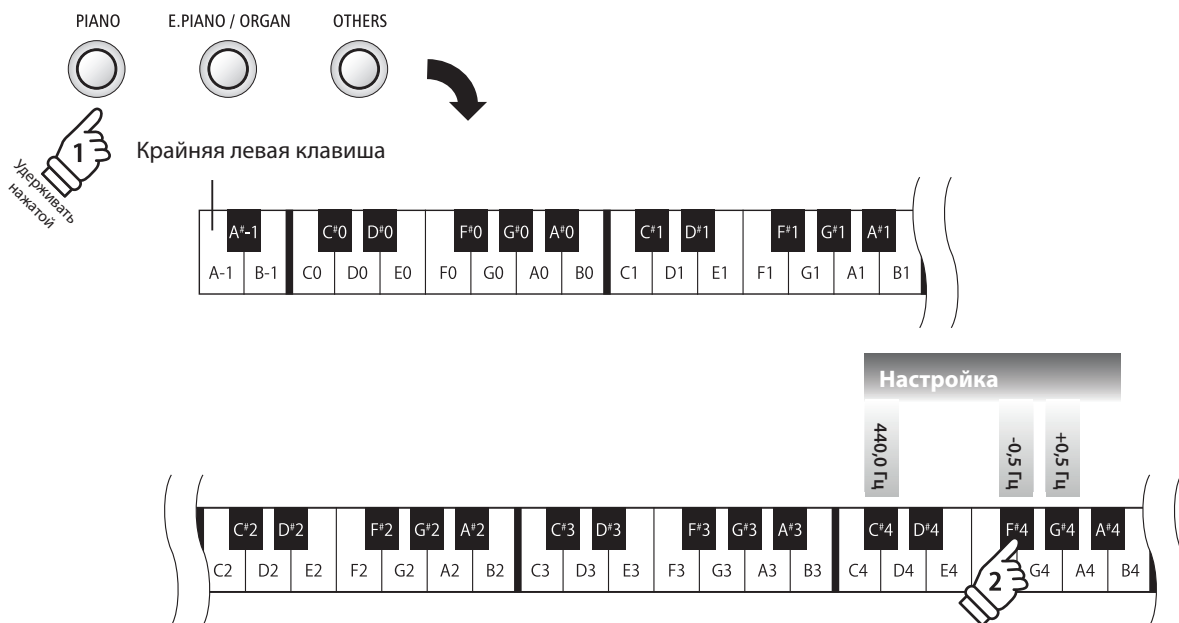 PIANO E.PIANO / ORGAN OTHERS
1
Удерживать
нажатой
Крайняя левая клавиша
A#-1 C#0 D#0 F#0 G#0 A#0 C#1 D#1 F#1 G#1 A#1
A-1 B-1 C0 D0 E0 F0 G0 A0 B0 C1 D1 E1 F1 G1 A1 B1
Настройка
440,0 Гц -0,5 Гц +0,5 Гц
C#2 D#2 F#2 G#2 A#2 C#3 D#3 F#3 G#3 A#3 C#4 D#4 F#4 G#4 A#4
C2 D2 E2 F2 G2 A2 B2 C3 D3 E3 F3 G3 A3 B3 C4 D4 E4 G4 A4 B4
2